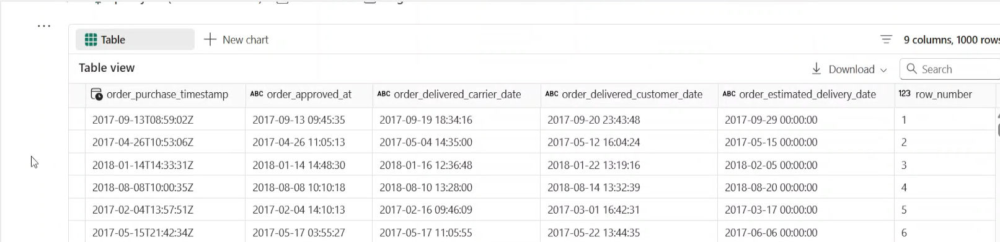 ...
Table New chart 9 columns, 1000 rows
Table view Download Search
order_purchase_timestamp ABC order_approved_at ABC order_delivered_carrier_date ABC order_delivered_customer_date ABC order_estimated_delivery_date 123 row_number
2017-09-13T08:59:02Z 2017-09-13 09:45:35 2017-09-19 18:34:16 2017-09-20 23:43:48 2017-09-29 00:00:00 1
2017-04-26T10:53:06Z 2017-04-26 11:05:13 2017-05-04 14:35:00 2017-05-12 16:04:24 2017-05-15 00:00:00 2
2018-01-14T14:33:31Z 2018-01-14 14:48:30 2018-01-16 12:36:48 2018-01-22 13:19:16 2018-02-05 00:00:00 3
2018-08-08T10:00:35Z 2018-08-08 10:10:18 2018-08-10 13:28:00 2018-08-14 13:32:39 2018-08-20 00:00:00 4
2017-02-04T13:57:51Z 2017-02-04 14:10:13 2017-02-16 09:46:09 2017-03-01 16:42:31 2017-03-17 00:00:00 5
2017-05-15T21:42:34Z 2017-05-17 03:55:27 2017-05-17 11:05:55 2017-05-22 13:44:35 2017-06-06 00:00:00 6